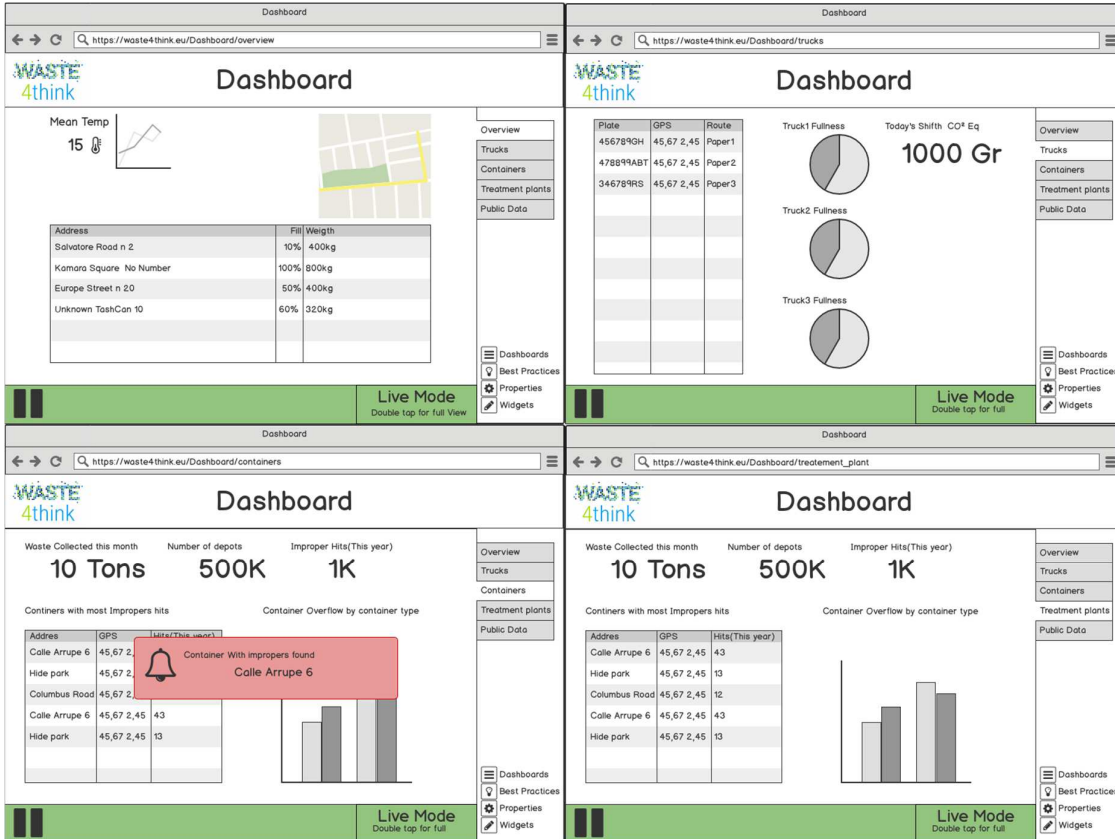 Dashboard
https://waste4think.eu/Dashboard/overview
WASTE
4think
Dashboard
Mean Temp
15
Overview
Trucks
Containers
Treatment plants
Public Data
Address Fill Weigth
Salvatore Road n 2 10% 400kg
Kamara Square No Number 100% 800kg
Europe Street n 20 50% 400kg
Unknown TashCan 10 60% 320kg
Dashboards
Best Practices
Properties
Widgets
Live Mode
Double tap for full View
Dashboard
https://waste4think.eu/Dashboard/trucks
WASTE
4think
Dashboard
Plate GPS Route
456789GH 45,67 2,45 Paper1
478899ABT 45,67 2,45 Paper2
346789RS 45,67 2,45 Paper3
Truck1 Fullness
Truck2 Fullness
Truck3 Fullness
Today's Shifth CO² Eq
1000 Gr
Overview
Trucks
Containers
Treatment plants
Public Data
Dashboards
Best Practices
Properties
Widgets
Live Mode
Double tap for full
Dashboard
https://waste4think.eu/Dashboard/containers
WASTE
4think
Dashboard
Waste Collected this month Number of depots Improper Hits(This year)
10 Tons 500K 1K
Continers with most Impropers hits
Container Overflow by container type
Addres GPS Hits(This year)
Calle Arrupe 6 45,67 2,
Hide park 45,67 2,
Columbus Road 45,67 2,
Calle Arrupe 6 45,67 2,45 43
Hide park 45,67 2,45 13
Container With impropers found
Calle Arrupe 6
Overview
Trucks
Containers
Treatment plants
Public Data
Dashboards
Best Practices
Properties
Widgets
Live Mode
Double tap for full
Dashboard
https://waste4think.eu/Dashboard/treatement_plant
WASTE
4think
Dashboard
Waste Collected this month Number of depots Improper Hits(This year)
10 Tons 500K 1K
Continers with most Impropers hits
Container Overflow by container type
Addres GPS Hits(This year)
Calle Arrupe 6 45,67 2,45 43
Hide park 45,67 2,45 13
Columbus Road 45,67 2,45 12
Calle Arrupe 6 45,67 2,45 43
Hide park 45,67 2,45 13
Overview
Trucks
Containers
Treatment plants
Public Data
Dashboards
Best Practices
Properties
Widgets
Live Mode
Double tap for full